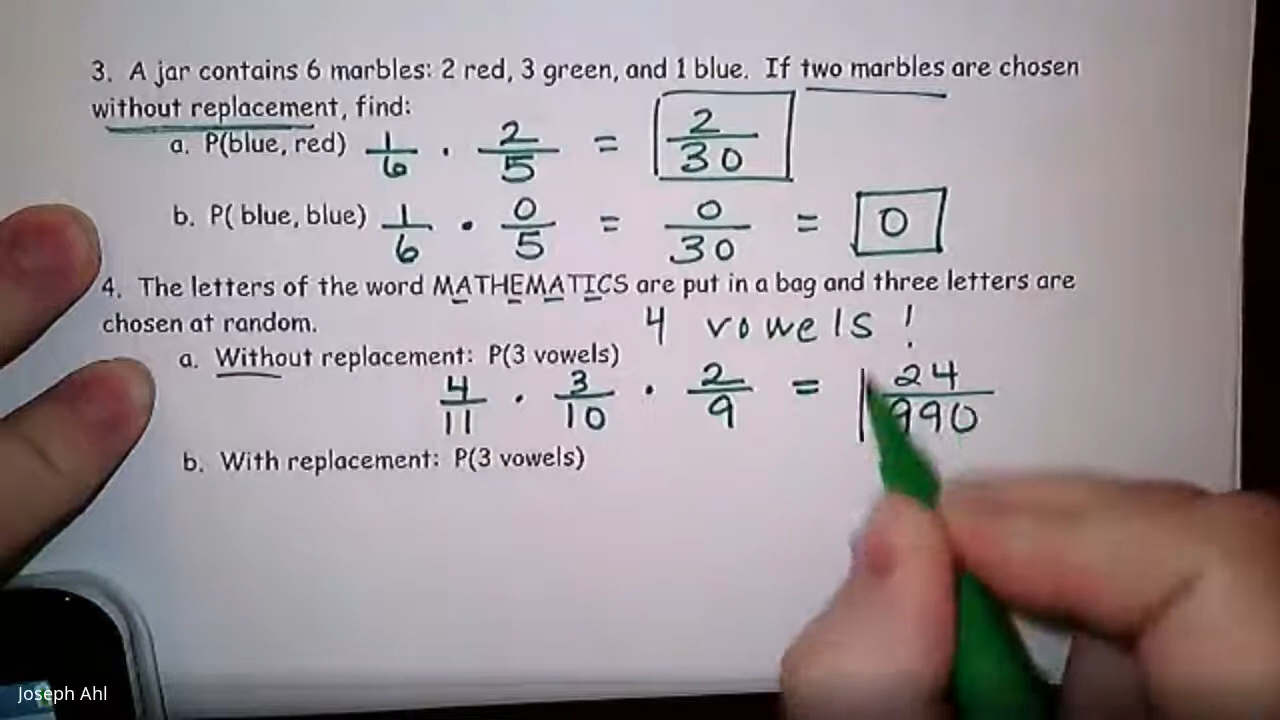 3. A jar contains 6 marbles: 2 red, 3 green, and 1 blue. If two marbles are chosen
without replacement, find:
a. P(blue, red) 1/6 · 2/5 = 2/30
b. P( blue, blue) 1/6 · 0/5 = 0/30 = 0
4. The letters of the word MATHEMATICS are put in a bag and three letters are
chosen at random. 4 vowels!
a. Without replacement: P(3 vowels)
4/11 · 3/10 · 2/9 = 24/990
b. With replacement: P(3 vowels)
Joseph Ahl